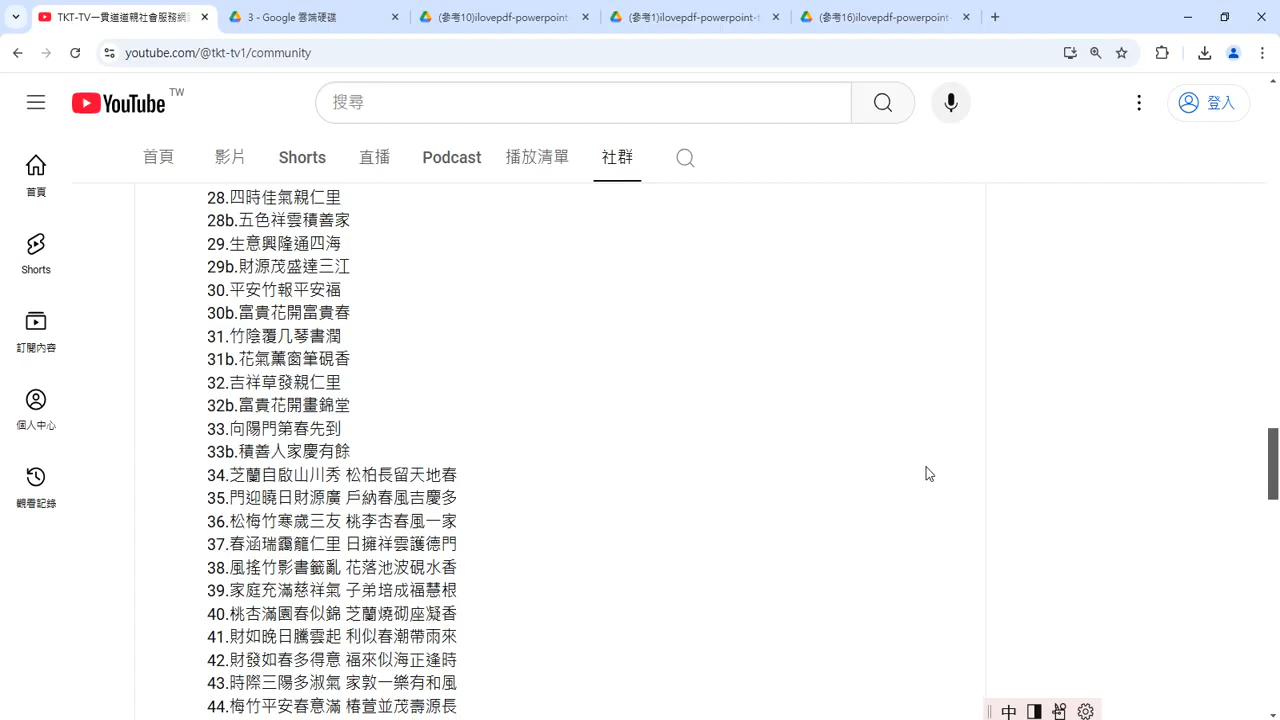 TKT-TV一貫道道親社會服務網
3 - Google 雲端硬碟
(參考10)ilovepdf-powerpoint
(參考1)ilovepdf-powerpoint-t
(參考16)ilovepdf-powerpoint
youtube.com/@tkt-tv1/community
YouTube TW
搜尋
登入
首頁 影片 Shorts 直播 Podcast 播放清單 社群
首頁
Shorts
訂閱內容
個人中心
觀看記錄
28.四時佳氣親仁里
28b.五色祥雲積善家
29.生意興隆通四海
29b.財源茂盛達三江
30.平安竹報平安福
30b.富貴花開富貴春
31.竹陰覆几琴書潤
31b.花氣薰窗筆硯香
32.吉祥草發親仁里
32b.富貴花開畫錦堂
33.向陽門第春先到
33b.積善人家慶有餘
34.芝蘭自啟山川秀 松柏長留天地春
35.門迎曉日財源廣 戶納春風吉慶多
36.松梅竹寒歲三友 桃李杏春風一家
37.春涵瑞靄籠仁里 日擁祥雲護德門
38.風搖竹影書籤亂 花落池波硯水香
39.家庭充滿慈祥氣 子弟培成福慧根
40.桃杏滿園春似錦 芝蘭燒砌座凝香
41.財如晚日騰雲起 利似春潮帶雨來
42.財發如春多得意 福來似海正逢時
43.時際三陽多淑氣 家敦一樂有和風
44.梅竹平安春意滿 椿萱並茂壽源長
中